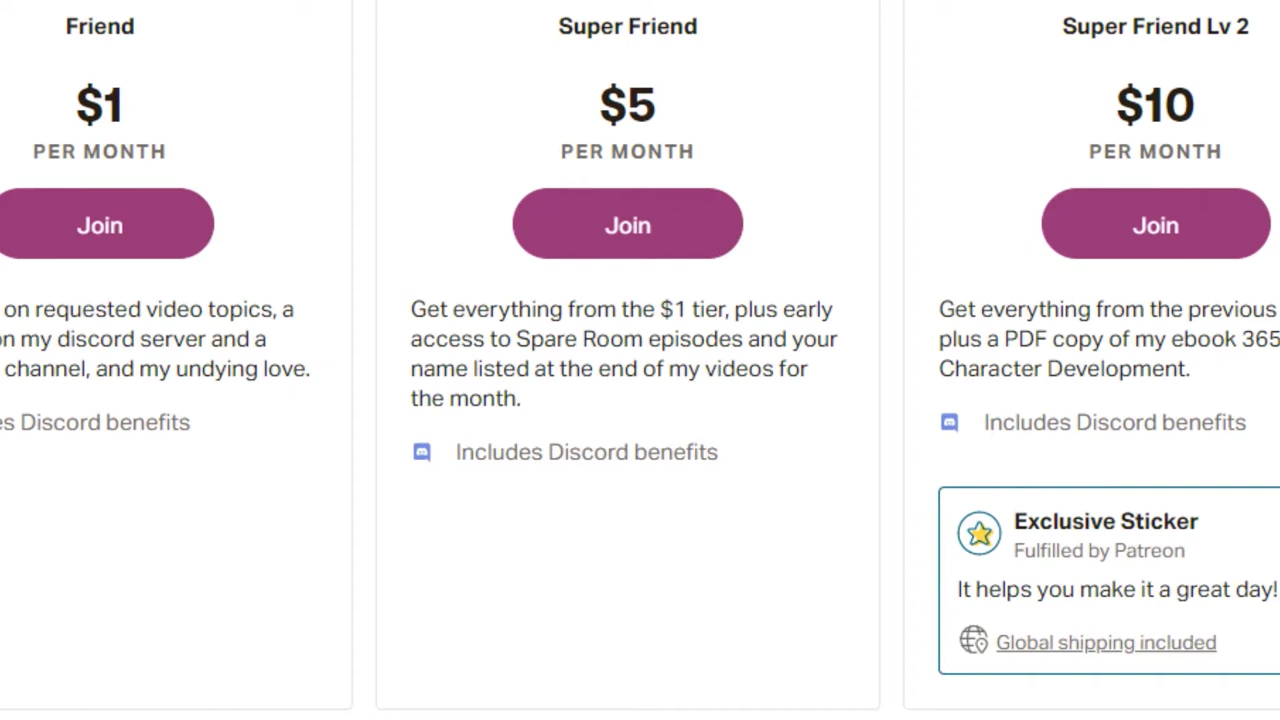 Friend
$1
PER MONTH
Join
on requested video topics, a
on my discord server and a
channel, and my undying love.
es Discord benefits
Super Friend
$5
PER MONTH
Join
Get everything from the $1 tier, plus early
access to Spare Room episodes and your
name listed at the end of my videos for
the month.
Includes Discord benefits
Super Friend Lv 2
$10
PER MONTH
Join
Get everything from the previous
plus a PDF copy of my ebook 365
Character Development.
Includes Discord benefits
Exclusive Sticker
Fulfilled by Patreon
It helps you make it a great day!
Global shipping included